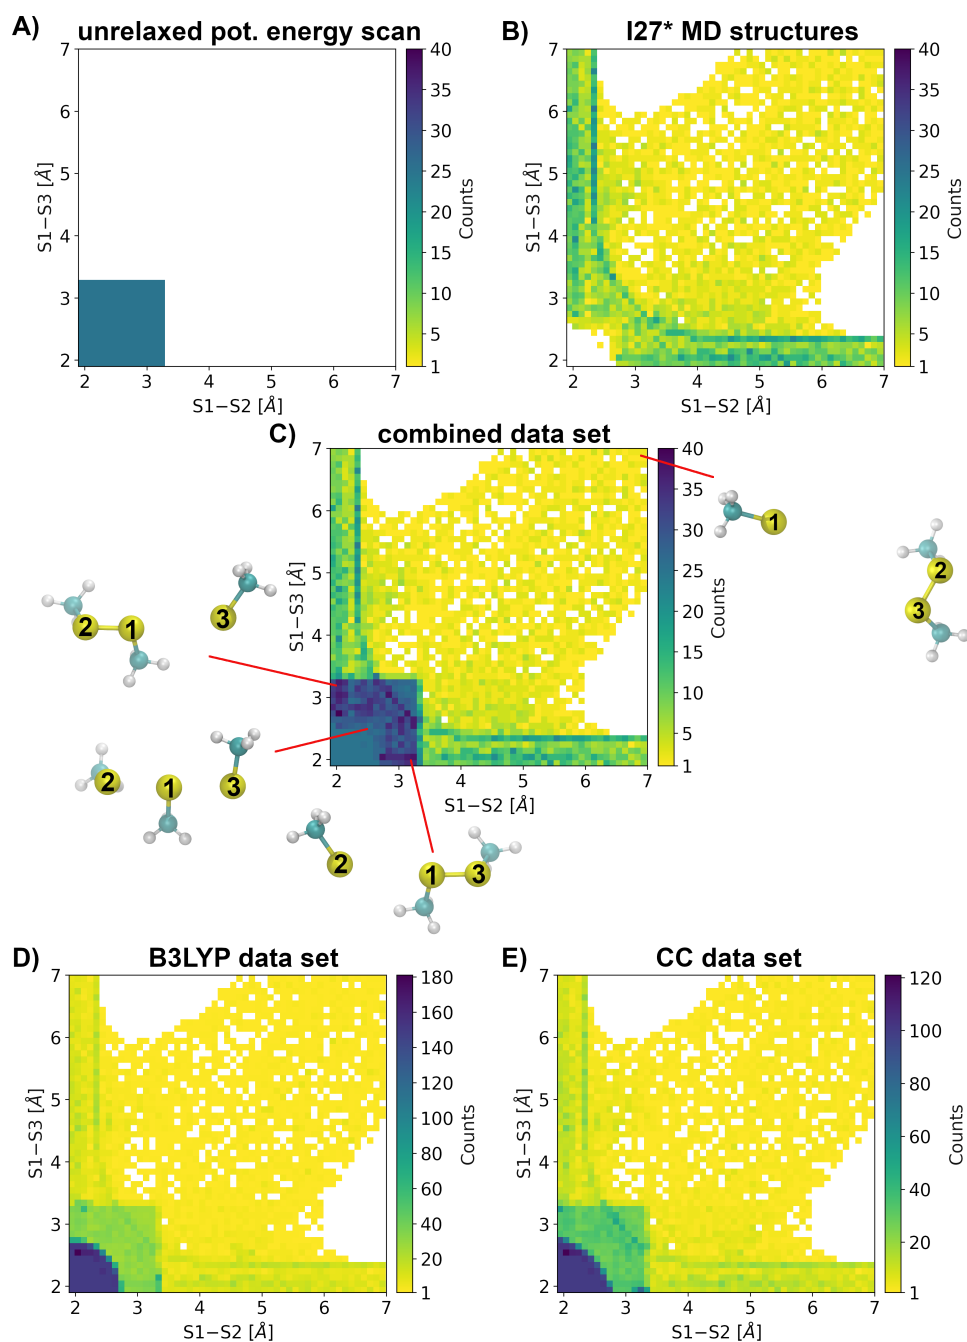 A) unrelaxed pot. energy scan
7
6
5
4
3
2
S1−S3 [Å]
2 3 4 5 6 7
S1−S2 [Å]
40
35
30
25
20
15
10
5
1
Counts
B) I27* MD structures
7
6
5
4
3
2
S1−S3 [Å]
2 3 4 5 6 7
S1−S2 [Å]
40
35
30
25
20
15
10
5
1
Counts
C) combined data set
7
6
5
4
3
2
S1−S3 [Å]
2 3 4 5 6 7
S1−S2 [Å]
40
35
30
25
20
15
10
5
1
Counts
1
2
3
2 1 3
2 1 3
2
1 3
D) B3LYP data set
7
6
5
4
3
2
S1−S3 [Å]
2 3 4 5 6 7
S1−S2 [Å]
180
160
140
120
100
80
60
40
20
1
Counts
E) CC data set
7
6
5
4
3
2
S1−S3 [Å]
2 3 4 5 6 7
S1−S2 [Å]
120
100
80
60
40
20
1
Counts